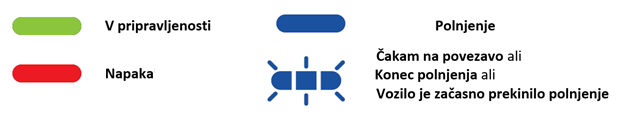 V pripravljenosti
Napaka
Polnjenje
Čakam na povezavo ali
Konec polnjenja ali
Vozilo je začasno prekinilo polnjenje